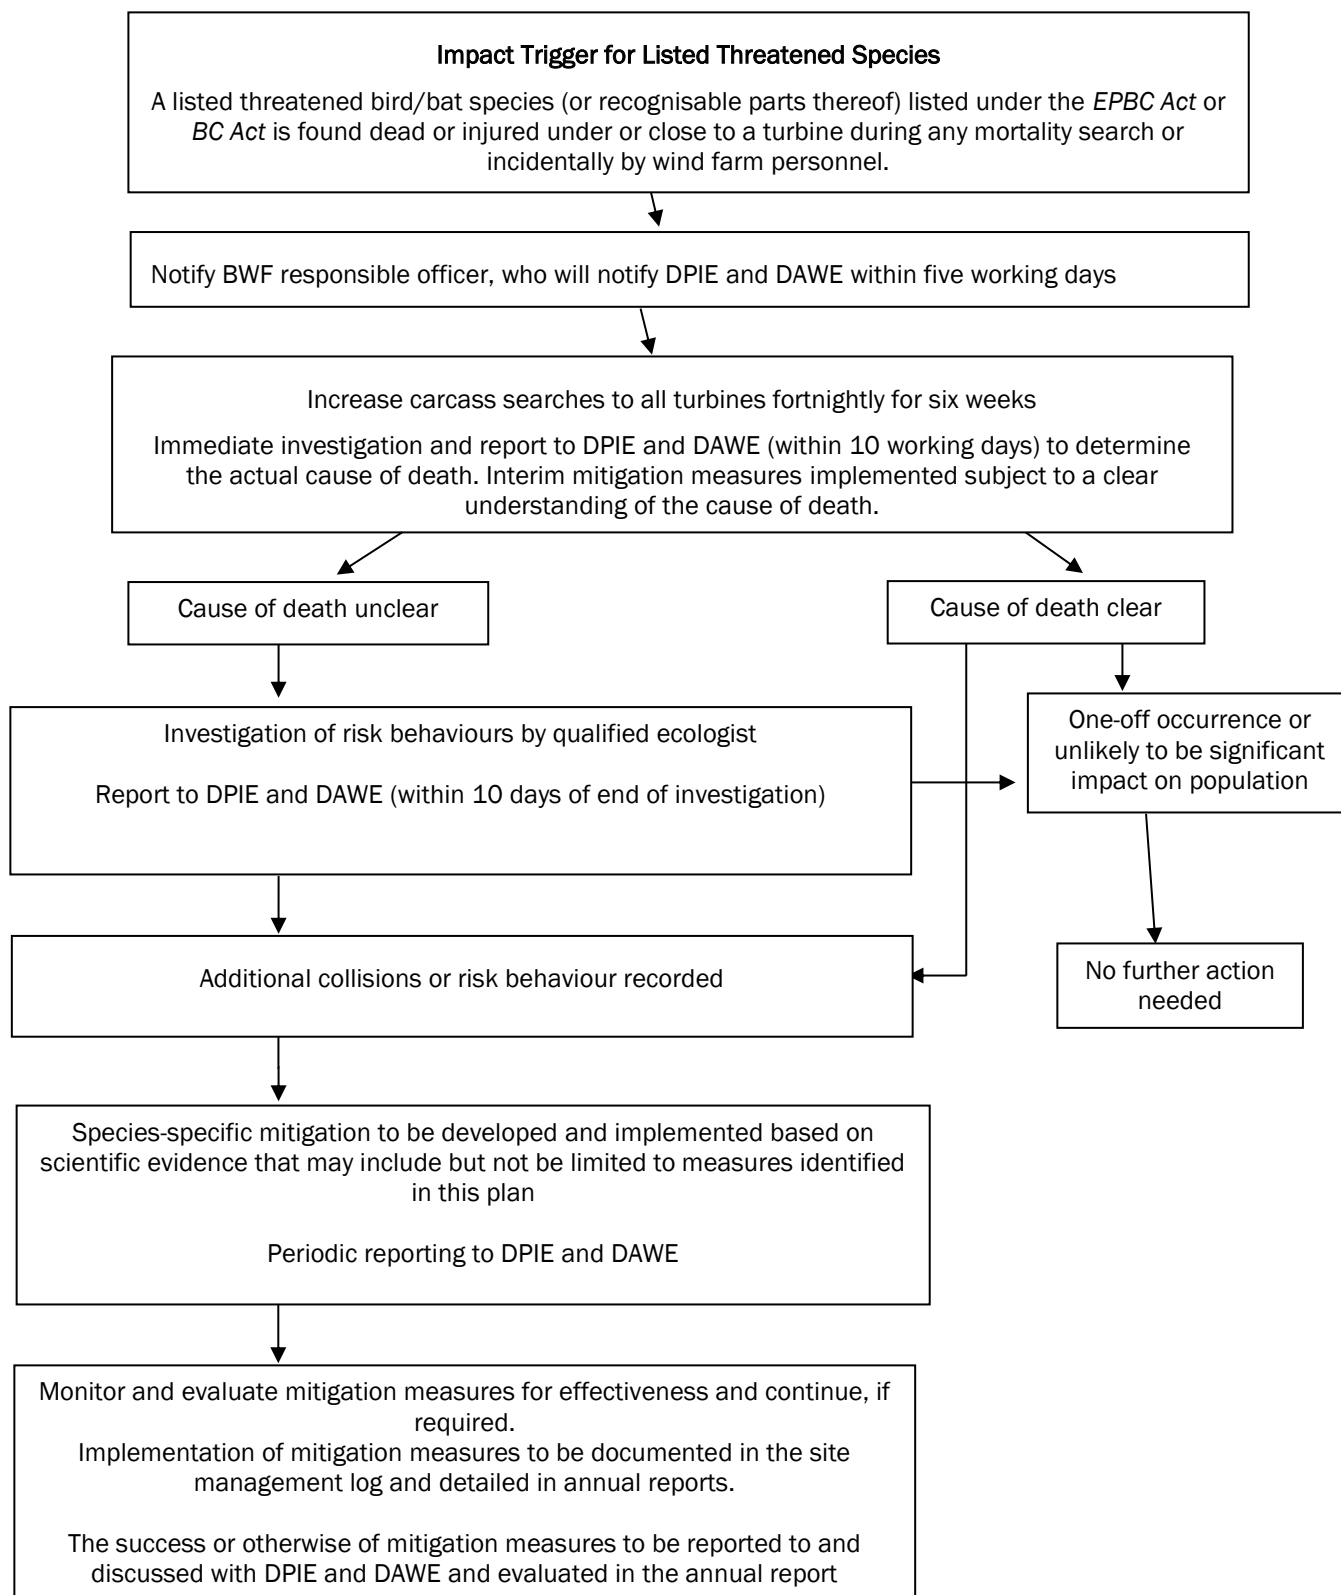 Impact Trigger for Listed Threatened Species
A listed threatened bird/bat species (or recognisable parts thereof) listed under the EPBC Act or
BC Act is found dead or injured under or close to a turbine during any mortality search or
incidentally by wind farm personnel.
Notify BWF responsible officer, who will notify DPIE and DAWE within five working days
Increase carcass searches to all turbines fortnightly for six weeks
Immediate investigation and report to DPIE and DAWE (within 10 working days) to determine
the actual cause of death. Interim mitigation measures implemented subject to a clear
understanding of the cause of death.
Cause of death unclear
Cause of death clear
Investigation of risk behaviours by qualified ecologist
Report to DPIE and DAWE (within 10 days of end of investigation)
One-off occurrence or
unlikely to be significant
impact on population
Additional collisions or risk behaviour recorded
No further action
needed
Species-specific mitigation to be developed and implemented based on
scientific evidence that may include but not be limited to measures identified
in this plan
Periodic reporting to DPIE and DAWE
Monitor and evaluate mitigation measures for effectiveness and continue, if
required.
Implementation of mitigation measures to be documented in the site
management log and detailed in annual reports.
The success or otherwise of mitigation measures to be reported to and
discussed with DPIE and DAWE and evaluated in the annual report